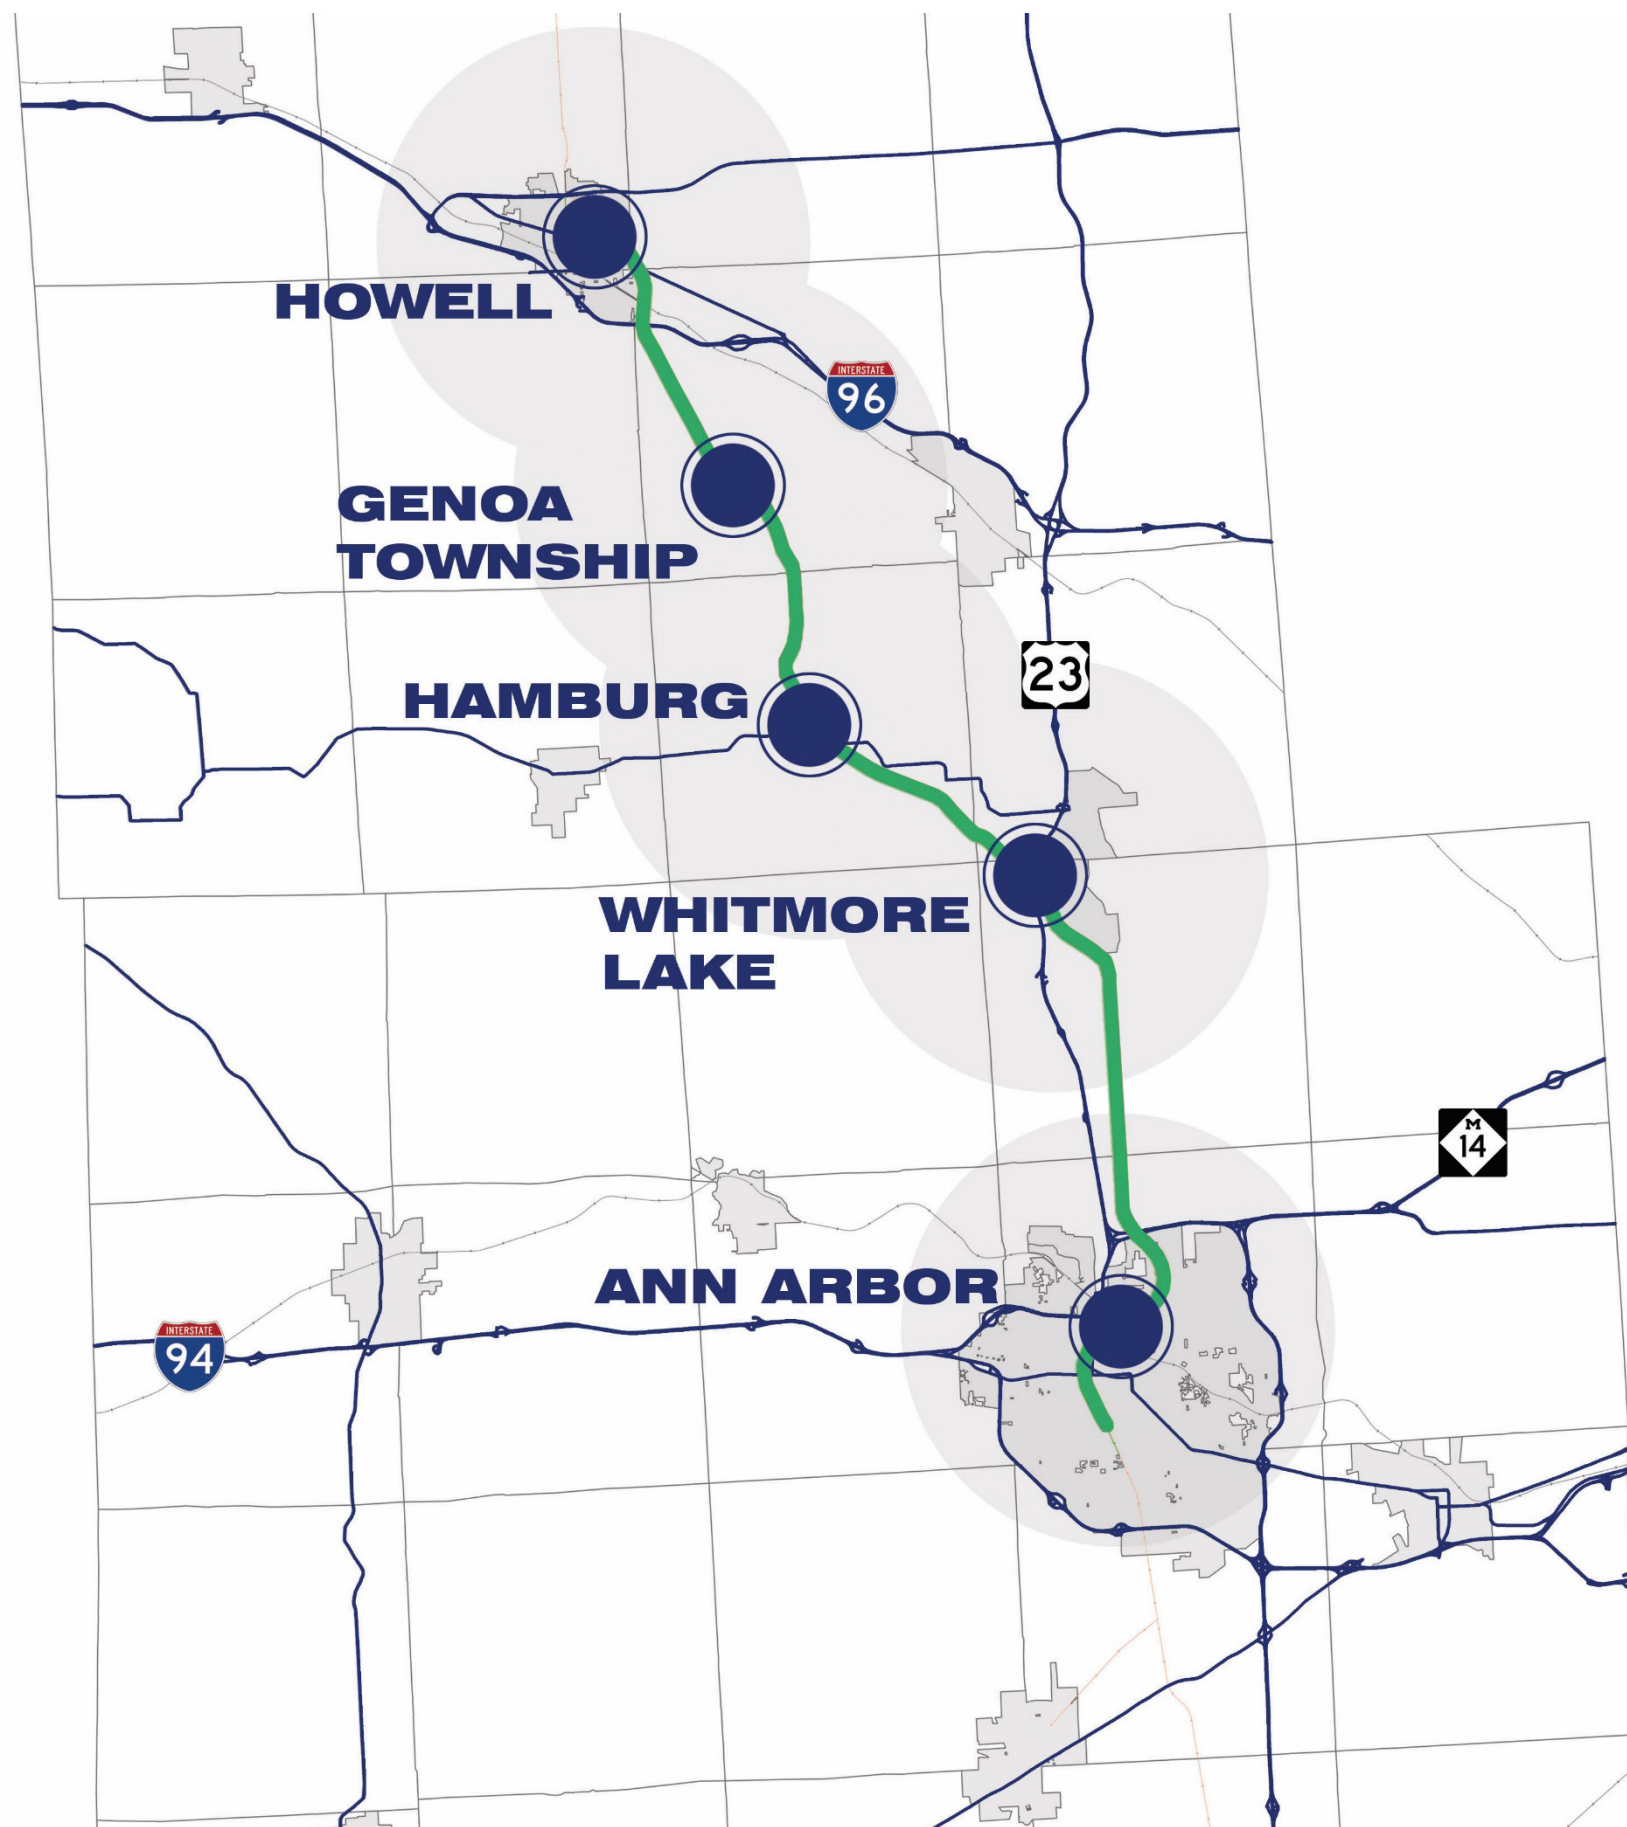 HOWELL
INTERSTATE
96
GENOA
TOWNSHIP
23
HAMBURG
WHITMORE
LAKE
M
14
ANN ARBOR
INTERSTATE
94